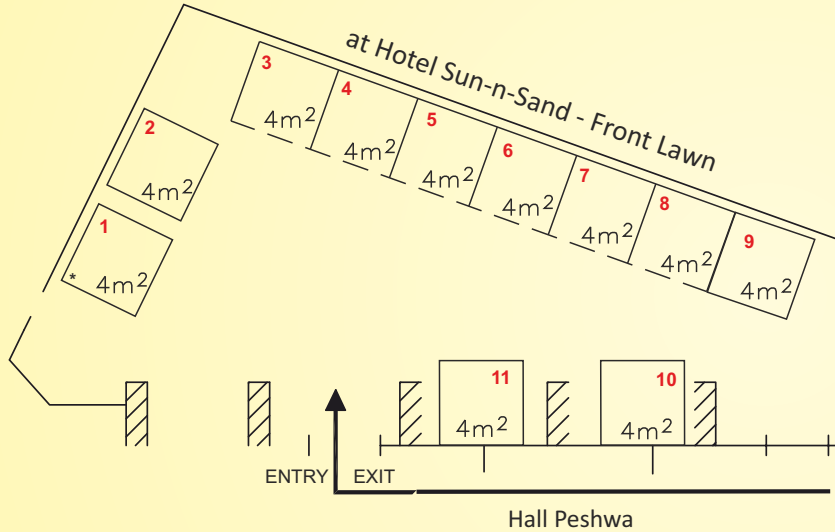 at Hotel Sun-n-Sand - Front Lawn
3
4m²
4
4m²
5
4m²
6
4m²
7
4m²
8
4m²
9
4m²
2
4m²
1
* 4m²
11
4m²
10
4m²
ENTRY EXIT
Hall Peshwa